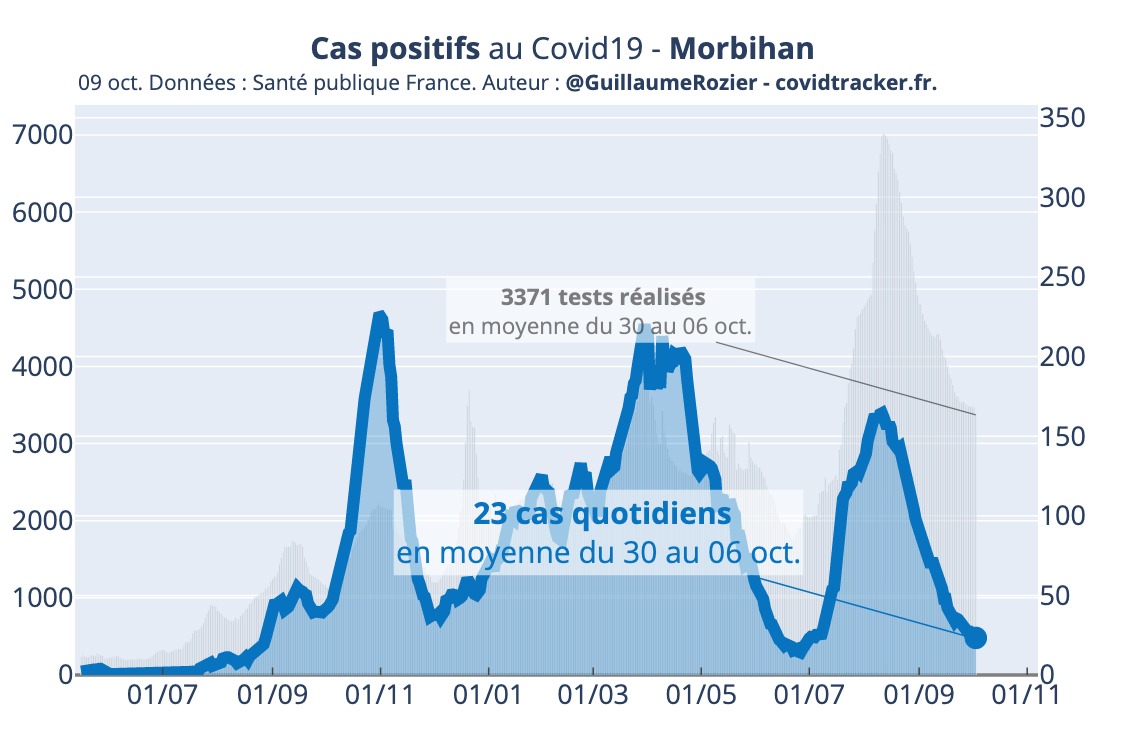 Cas positifs au Covid19 - Morbihan
09 oct. Données : Santé publique France. Auteur : @GuillaumeRozier - covidtracker.fr.
350
7000
300
6000
250
5000
3371 tests réalisés
en moyenne du 30 au 06 oct.
200
4000
3000
150
2000
100
23 cas quotidiens
en moyenne du 30 au 06 oct.
1000
50
0
0
01/07 01/09 01/11 01/01 01/03 01/05 01/07 01/09 01/11